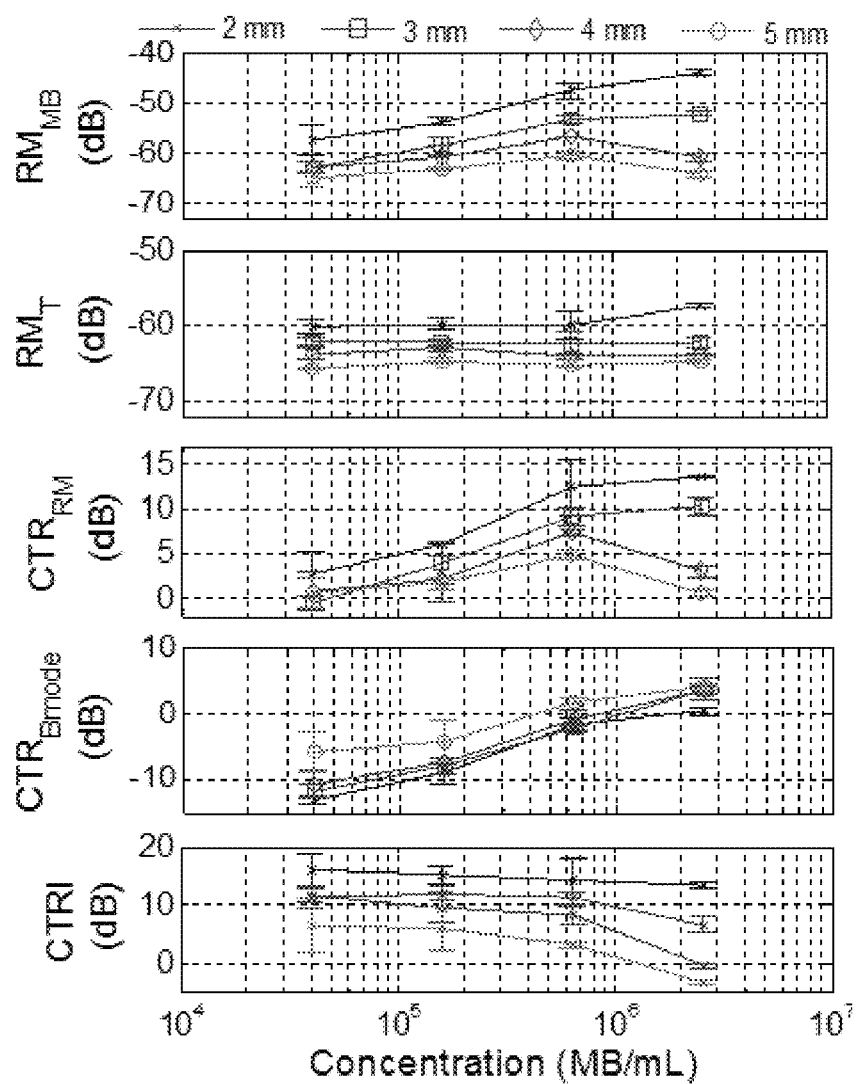 2 mm 3 mm 4 mm 5 mm
RM_MB (dB)
-40
-50
-60
-70
RM_T (dB)
-50
-60
-70
CTR_RM (dB)
15
10
5
0
CTR_Bmode (dB)
10
0
-10
CTRI (dB)
20
10
0
10^4 10^5 10^6 10^7
Concentration (MB/mL)